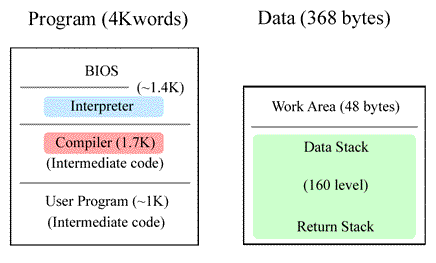 Program (4Kwords)
BIOS
(~1.4K)
Interpreter
Compiler (1.7K)
(Intermediate code)
User Program (~1K)
(Intermediate code)
Data (368 bytes)
Work Area (48 bytes)
Data Stack
(160 level)
Return Stack